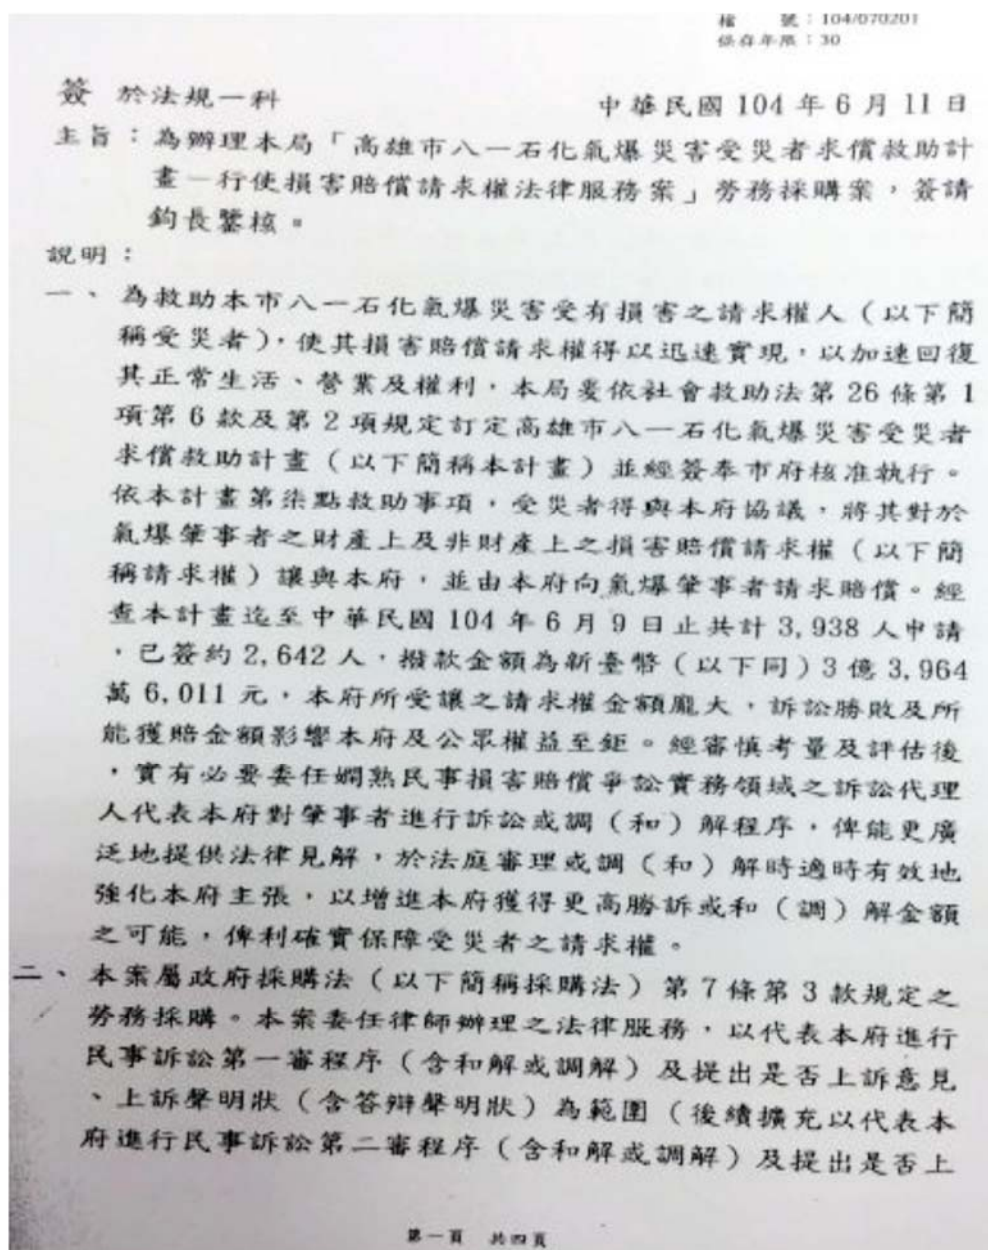 檔　　號：104/070201
保存年限：30
簽 於法規一科
中華民國104年6月11日
主旨：為辦理本局「高雄市八一石化氣爆災害受災者求償救助計
畫－行使損害賠償請求權法律服務案」勞務採購案，簽請
鈞長鑒核。
說明：
一、為救助本市八一石化氣爆災害受有損害之請求權人（以下簡
稱受災者），使其損害賠償請求權得以迅速實現，以加速回復
其正常生活、營業及權利，本局爰依社會救助法第26條第1
項第6款及第2項規定訂定高雄市八一石化氣爆災害受災者
求償救助計畫（以下簡稱本計畫）並經簽奉市府核准執行。
依本計畫第柒點救助事項，受災者得與本府協議，將其對於
氣爆肇事者之財產上及非財產上之損害賠償請求權（以下簡
稱請求權）讓與本府，並由本府向氣爆肇事者請求賠償。經
查本計畫迄至中華民國104年6月9日止共計3,938人申請
，已簽約2,642人，撥款金額為新臺幣（以下同）3億3,964
萬6,011元，本府所受讓之請求權金額龐大，訴訟勝敗及所
能獲賠金額影響本府及公眾權益至鉅。經審慎考量及評估後
，實有必要委任嫻熟民事損害賠償爭訟實務領域之訴訟代理
人代表本府對肇事者進行訴訟或調（和）解程序，俾能更廣
泛地提供法律見解，於法庭審理或調（和）解時適時有效地
強化本府主張，以增進本府獲得更高勝訴或和（調）解金額
之可能，俾利確實保障受災者之請求權。
二、本案屬政府採購法（以下簡稱採購法）第7條第3款規定之
勞務採購。本案委任律師辦理之法律服務，以代表本府進行
民事訴訟第一審程序（含和解或調解）及提出是否上訴意見
、上訴聲明狀（含答辯聲明狀）為範圍（後續擴充以代表本
府進行民事訴訟第二審程序（含和解或調解）及提出是否上
第一頁 共四頁